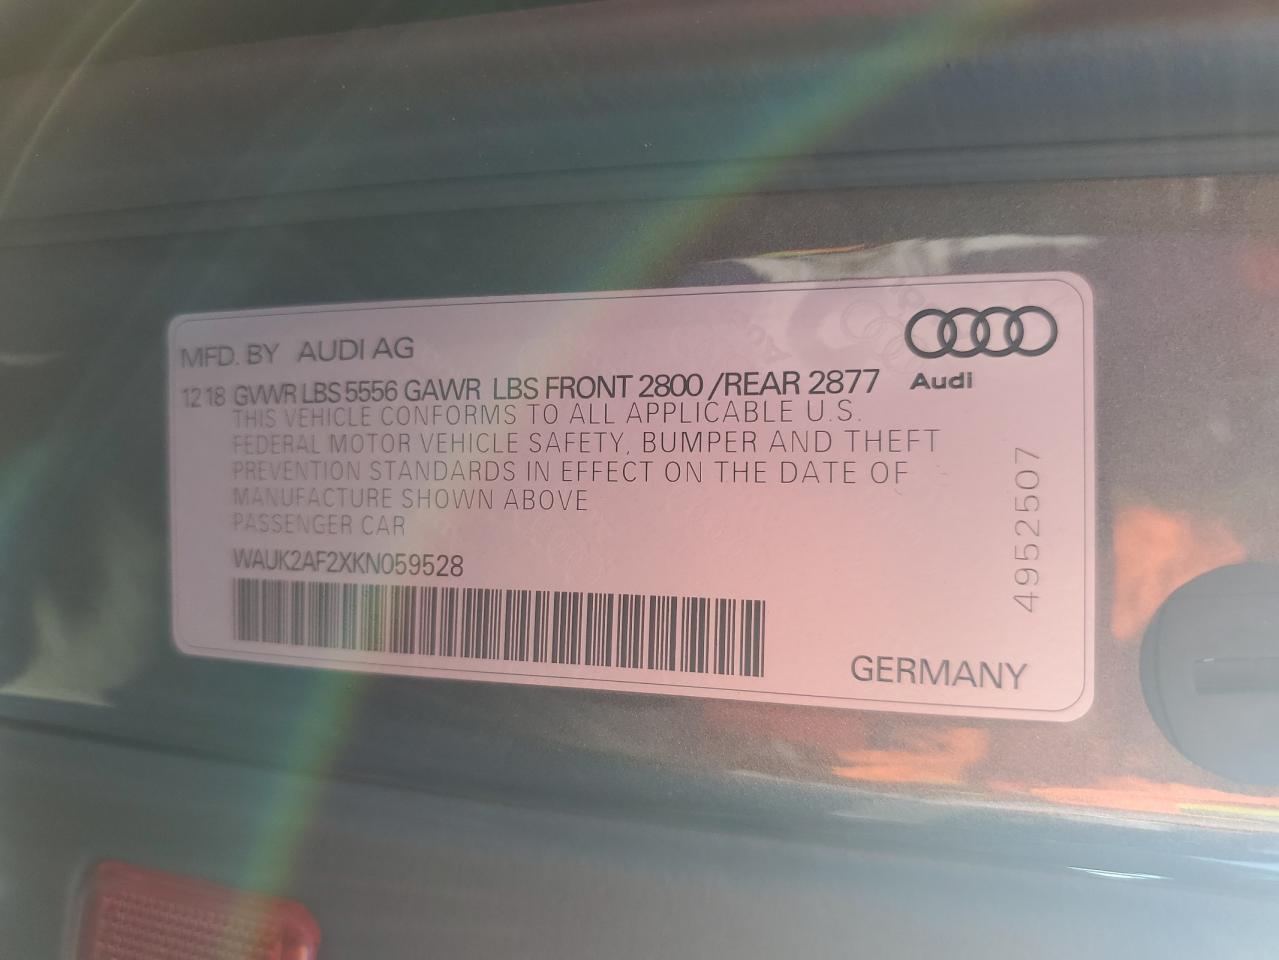 MFD. BY AUDI AG
12 18 GVWR LBS 5556 GAWR LBS FRONT 2800 /REAR 2877
Audi
THIS VEHICLE CONFORMS TO ALL APPLICABLE U.S.
FEDERAL MOTOR VEHICLE SAFETY, BUMPER AND THEFT
PREVENTION STANDARDS IN EFFECT ON THE DATE OF
MANUFACTURE SHOWN ABOVE
PASSENGER CAR
WAUK2AF2XKN059528
4952507
GERMANY